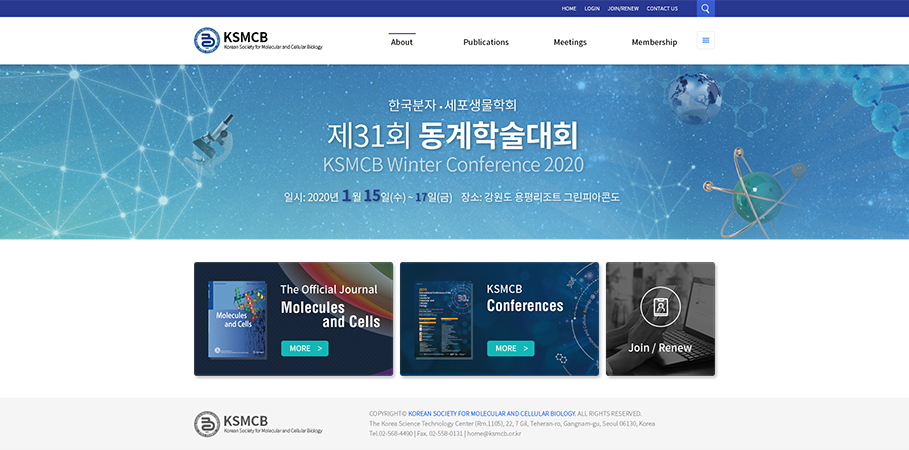 HOME LOGIN JOIN/RENEW CONTACT US
KSMCB
Korean Society for Molecular and Cellular Biology
About Publications Meetings Membership
한국분자 · 세포생물학회
제31회 동계학술대회
KSMCB Winter Conference 2020
일시: 2020년 1월 15일(수) ~ 17일(금) 장소: 강원도 용평리조트 그린피아콘도
Molecules
and Cells
The Official Journal
Molecules
and Cells
MORE >
KSMCB
Conferences
MORE >
Join / Renew
KSMCB
Korean Society for Molecular and Cellular Biology
COPYRIGHT© KOREAN SOCIETY FOR MOLECULAR AND CELLULAR BIOLOGY. ALL RIGHTS RESERVED.
The Korea Science Technology Center (Rm.1105), 22, 7 Gil, Teheran-ro, Gangnam-gu, Seoul 06130, Korea
Tel.02-568-4490 | Fax. 02-558-0131 | home@ksmcb.or.kr